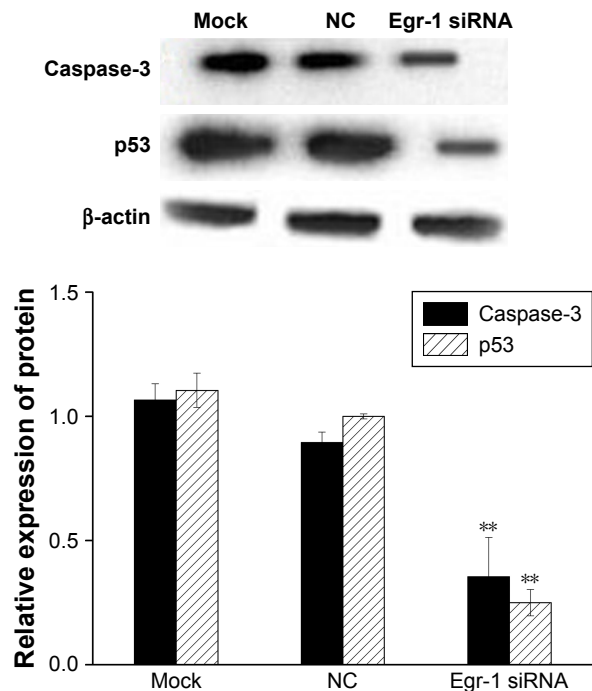 Mock NC Egr-1 siRNA
Caspase-3
p53
β-actin
1.5
1.0
0.5
0.0
Relative expression of protein
Caspase-3
p53
**
**
Mock NC Egr-1 siRNA